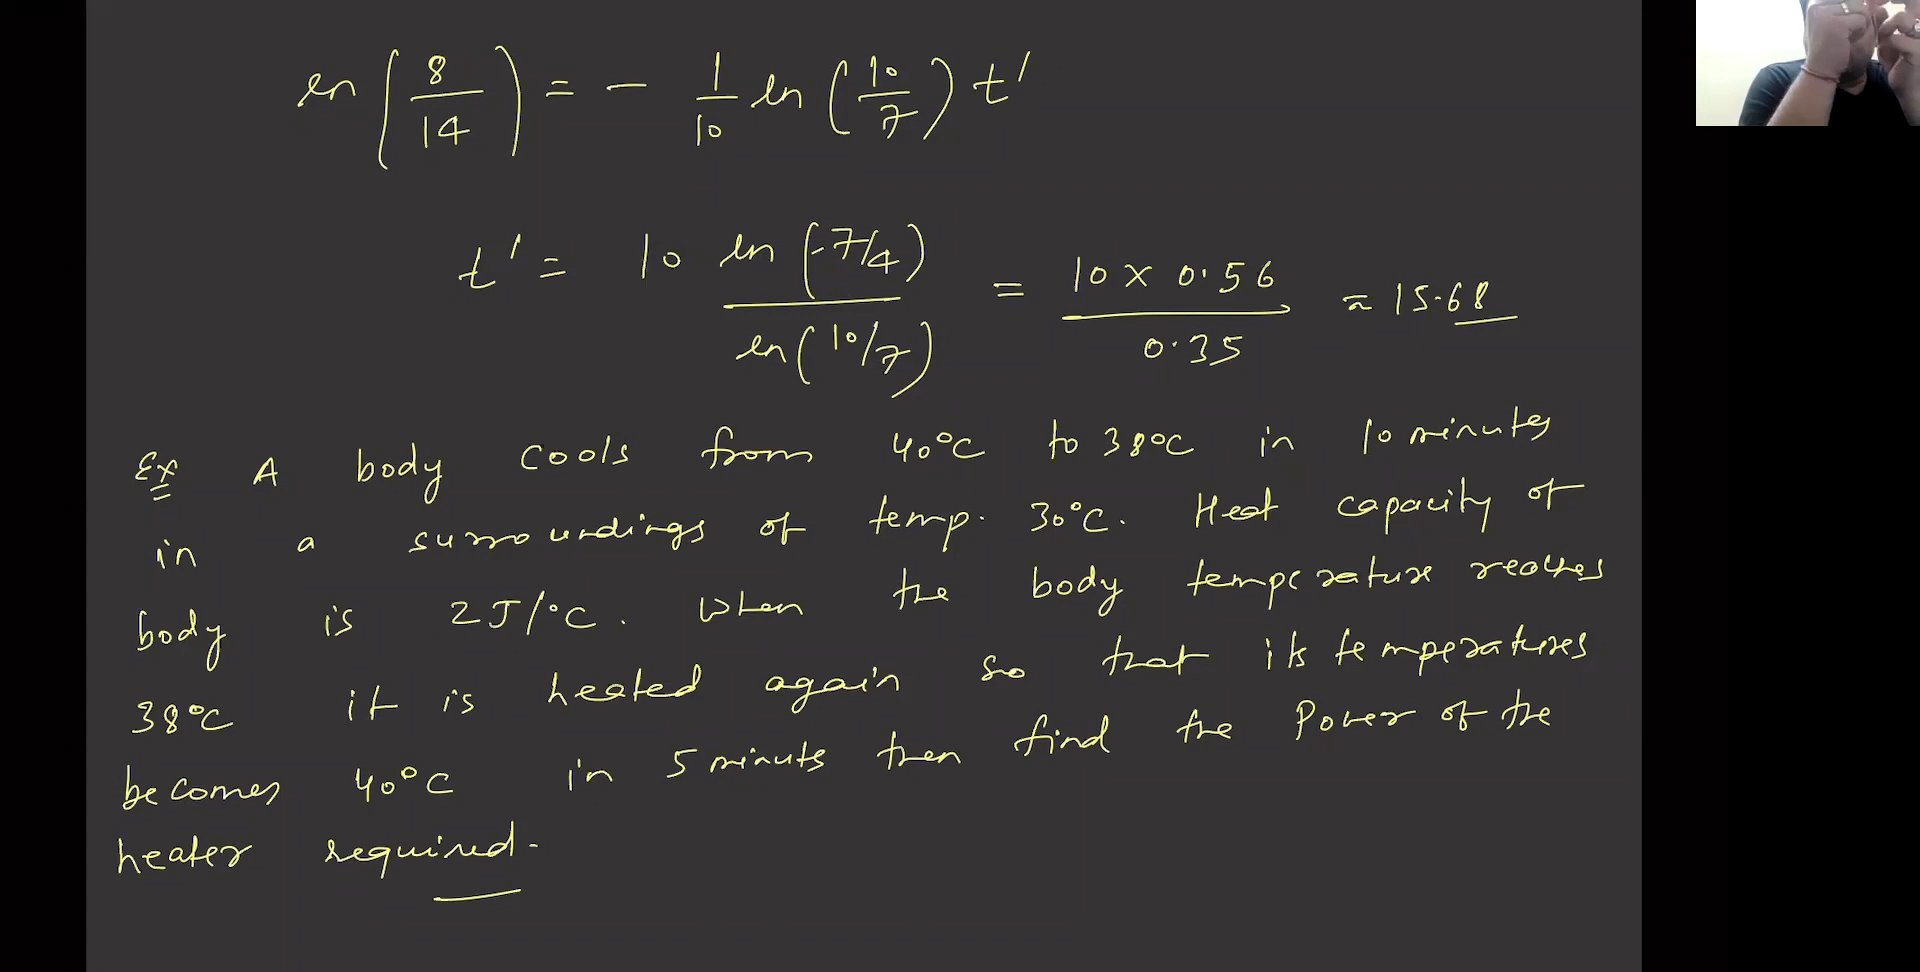 ln (8/14) = - 1/10 ln (10/7) t'
t' = 10 ln (7/4) / ln (10/7) = 10 x 0.56 / 0.35 ≈ 15.68
Ex A body cools from 40°C to 38°C in 10 minutes
in a surroundings of temp. 30°C. Heat capacity of
body is 2 J/°C. When the body temperature reaches
38°C it is heated again so that its temperatures
becomes 40°C in 5 minuts then find the Power of the
heater required.